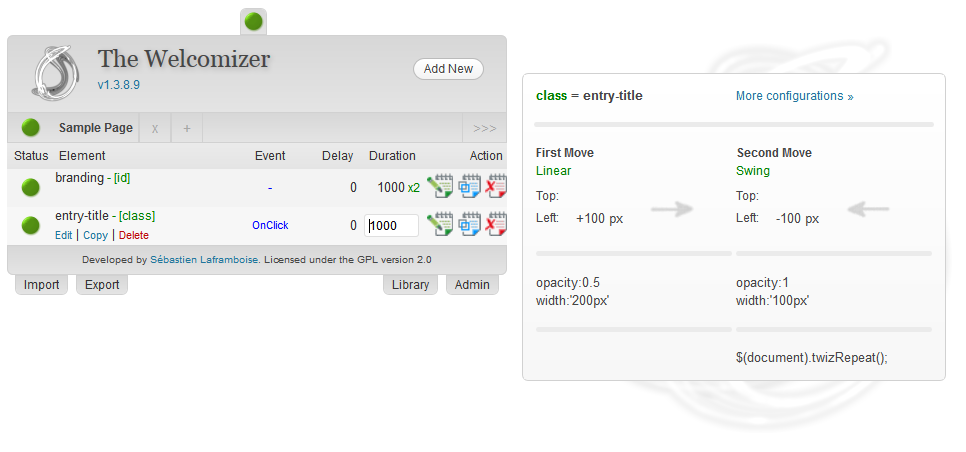 The Welcomizer
v1.3.8.9
Add New
Sample Page x + >>>
Status Element Event Delay Duration Action
branding - [id] - 0 1000 x2
entry-title - [class] OnClick 0 1000
Edit | Copy | Delete
Developed by Sébastien Laframboise. Licensed under the GPL version 2.0
Import Export Library Admin
class = entry-title More configurations »
First Move Second Move
Linear Swing
Top: Top:
Left: +100 px Left: -100 px
opacity:0.5 opacity:1
width:'200px' width:'100px'
$(document).twizRepeat();